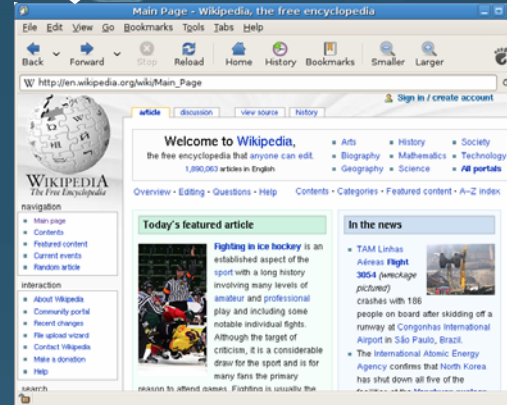 Main Page - Wikipedia, the free encyclopedia
File Edit View Go Bookmarks Tools Tabs Help
Back Forward Stop Reload Home History Bookmarks Smaller Larger
W http://en.wikipedia.org/wiki/Main_Page
Sign in / create account
article discussion view source history
WIKIPEDIA
The Free Encyclopedia
navigation
Main page
Contents
Featured content
Current events
Random article
interaction
About Wikipedia
Community portal
Recent changes
File upload wizard
Contact Wikipedia
Make a donation
Help
search
Welcome to Wikipedia,
the free encyclopedia that anyone can edit.
1,890,063 articles in English
Arts History Society
Biography Mathematics Technology
Geography Science All portals
Overview · Editing · Questions · Help Contents · Categories · Featured content · A–Z index
Today's featured article
Fighting in ice hockey is an
established aspect of the
sport with a long history
involving many levels of
amateur and professional
play and including some
notable individual fights.
Although the target of
criticism, it is a considerable
draw for the sport and is for
many fans the primary
reason to attend games. Fighting is usually the
In the news
TAM Linhas
Aéreas Flight
3054 (wreckage
pictured)
crashes with 186
people on board after skidding off a
runway at Congonhas International
Airport in São Paulo, Brazil.
The International Atomic Energy
Agency confirms that North Korea
has shut down all five of the